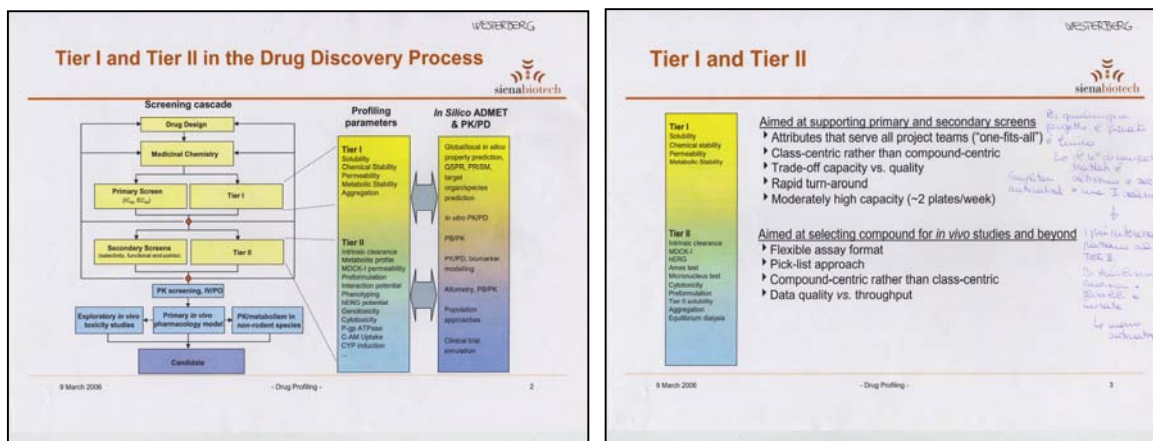 WESTERBERG
Tier I and Tier II in the Drug Discovery Process
sienabiotech
Screening cascade
Drug Design
Medicinal Chemistry
Primary Screen
Tier I
Secondary Screens
(selectivity, functional end-points)
Tier II
PK screening, IV/PO
Exploratory in vivo
toxicity studies
Primary in vivo
pharmacology model
PK/metabolism in
non-rodent species
Candidate
Profiling
parameters
Tier I
Solubility
Chemical Stability
Permeability
Metabolic Stability
Aggregation
Tier II
Intrinsic clearance
Metabolite profile
MDCK-I permeability
Preformulation
Interaction potential
Phenotyping
hERG potential
Genotoxicity
Cytotoxicity
P-gp ATPase
C-AM Uptake
CYP induction
...
In Silico ADMET
& PK/PD
Global/local in silico
property prediction,
QSPR, PRISM,
target
organ/species
prediction
in vitro PK/PD
PB/PK
PK/PD, biomarker
modelling
Allometry, PB/PK
Population
approaches
Clinical trial
simulation
9 March 2006
- Drug Profiling -
2
WESTERBERG
Tier I and Tier II
sienabiotech
Tier I
Solubility
Chemical stability
Permeability
Metabolic Stability
Tier II
Intrinsic clearance
MDCK-I
hERG
Ames test
Micronucleus test
Cytotoxicity
Preformulation
Tier II solubility
Aggregation
Equilibrium dialysis
Aimed at supporting primary and secondary screens
Attributes that serve all project teams ("one-fits-all")
Class-centric rather than compound-centric
Trade-off capacity vs. quality
Rapid turn-around
Moderately high capacity (~2 plates/week)
Aimed at selecting compound for in vivo studies and beyond
Flexible assay format
Pick-list approach
Compound-centric rather than class-centric
Data quality vs. throughput
TIER II
9 March 2006
- Drug Profiling -
3